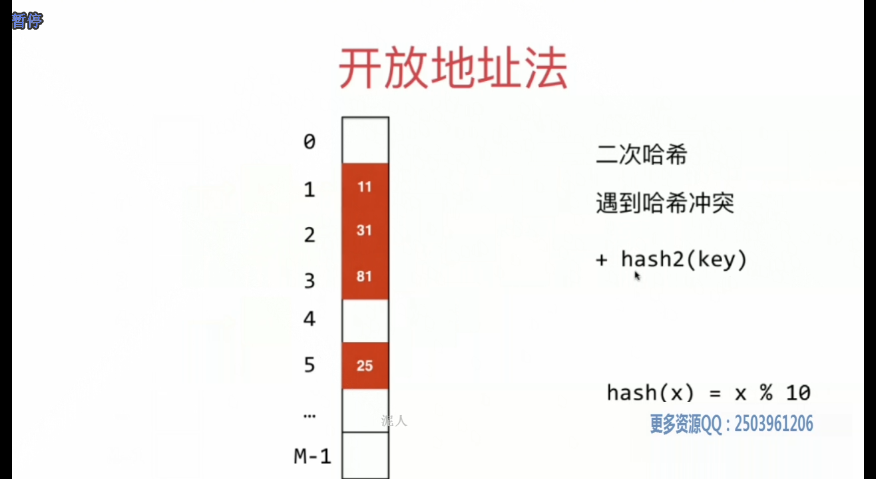 暂停
开放地址法
0
1 11
2 31
3 81
4
5 25
…
M-1
二次哈希
遇到哈希冲突
+ hash2(key)
hash(x) = x % 10
更多资源QQ：2503961206